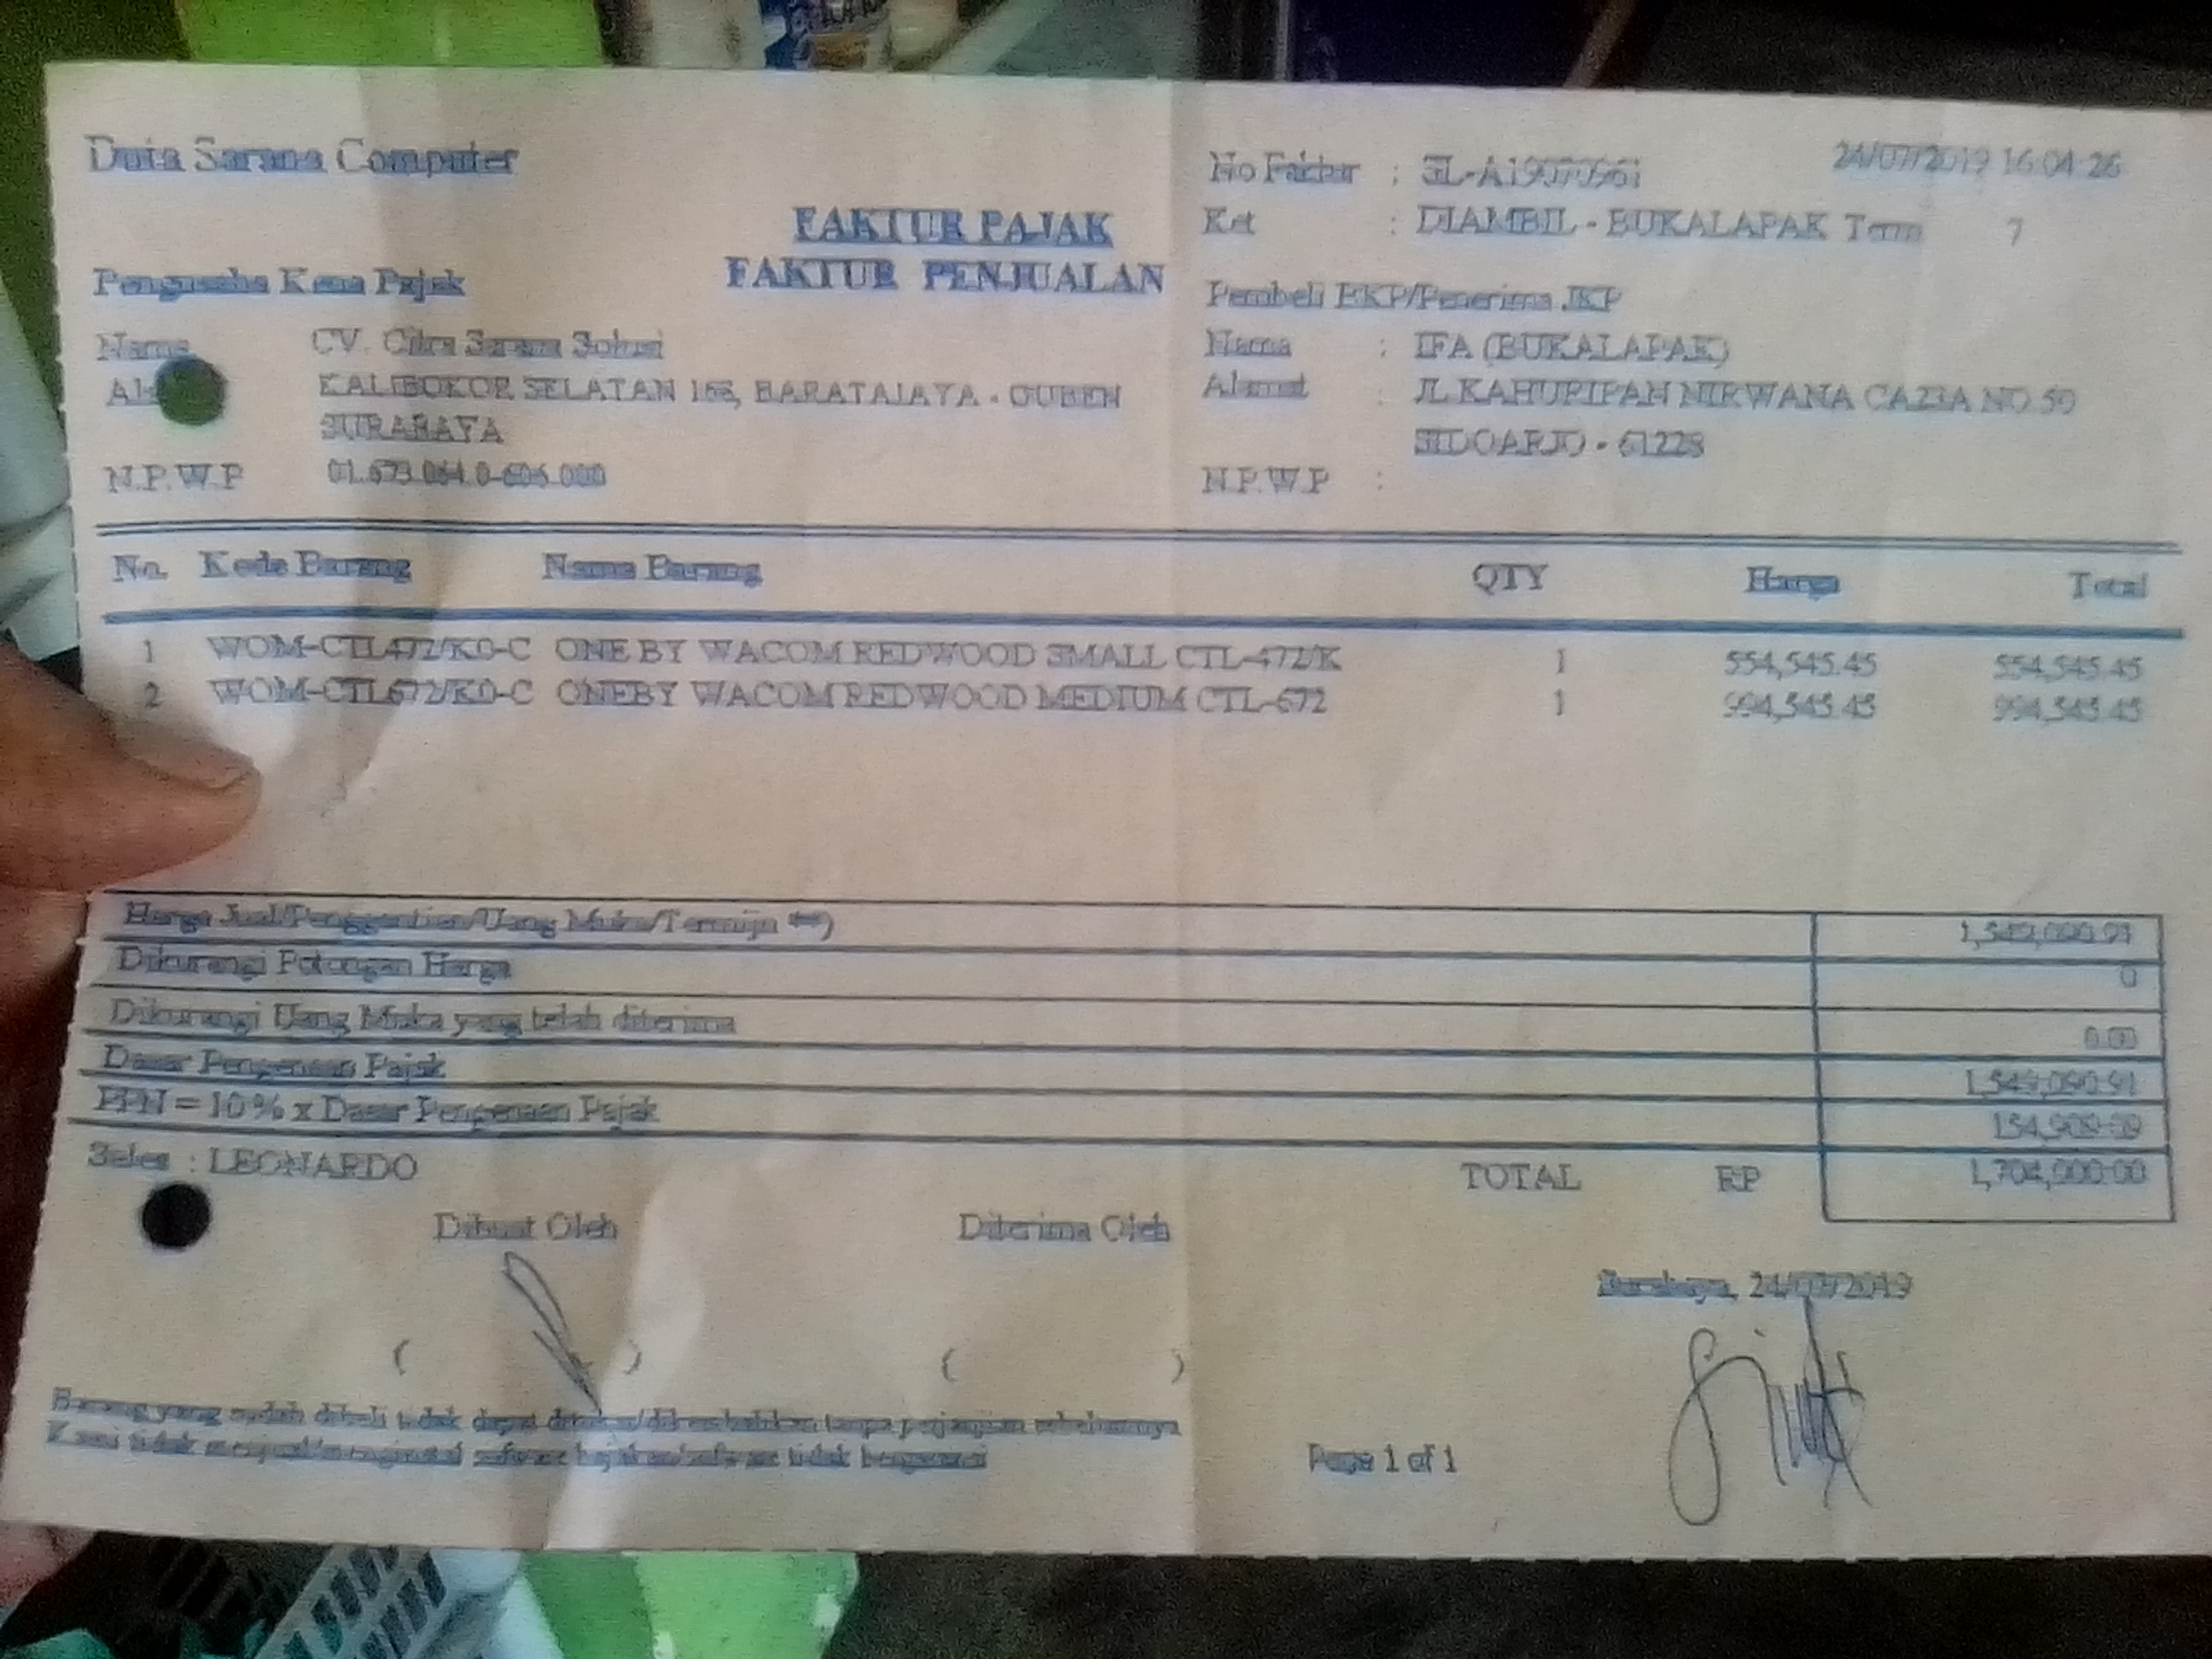 Duta Sarana Computer
No Faktur : SL-A19070961 24/07/2019 16:04:26
FAKTUR PAJAK
Ket : DIAMBIL - BUKALAPAK Term 7
FAKTUR PENJUALAN
Pengusaha Kena Pajak
Pembeli BKP/Penerima JKP
Nama CV. Citra Sarana Solusi
Nama : IFA (BUKALAPAK)
KALIBOKOR SELATAN BARATAJAYA - GUBEN
SURABAYA
Alamat : JL.KAHURIPAN NIRWANA NO.50
SIDOARJO - 61228
N.P.W.P 01.673.064.0-606.000
N.P.W.P :
No. Kode Barang Nama Barang QTY Harga Total
1 WOM-CTL472/K0-C ONE BY WACOM REDWOOD SMALL CTL-472/K 1 554,545.45 554,545.45
2 WOM-CTL672/K0-C ONE BY WACOM REDWOOD MEDIUM CTL-672 1 994,545.45 994,545.45
Harga Jual/Penggantian/Uang Muka/Termijn **) 1,549,090.91
Dikurangi Potongan Harga 0
Dikurangi Uang Muka yang telah diterima 0.00
Dasar Pengenaan Pajak 1,549,090.91
PPN = 10% x Dasar Pengenaan Pajak 154,909.09
Sales : LEONARDO
TOTAL RP 1,704,000.00
Dibuat Oleh Diterima Oleh
Surabaya, 24/07/2019
( ) ( )
Barang yang sudah dibeli tidak dapat ditukar/dikembalikan tanpa perjanjian sebelumnya
Kami tidak menjual/menginstal software bajakan/software tidak berlisensi
Page 1 of 1